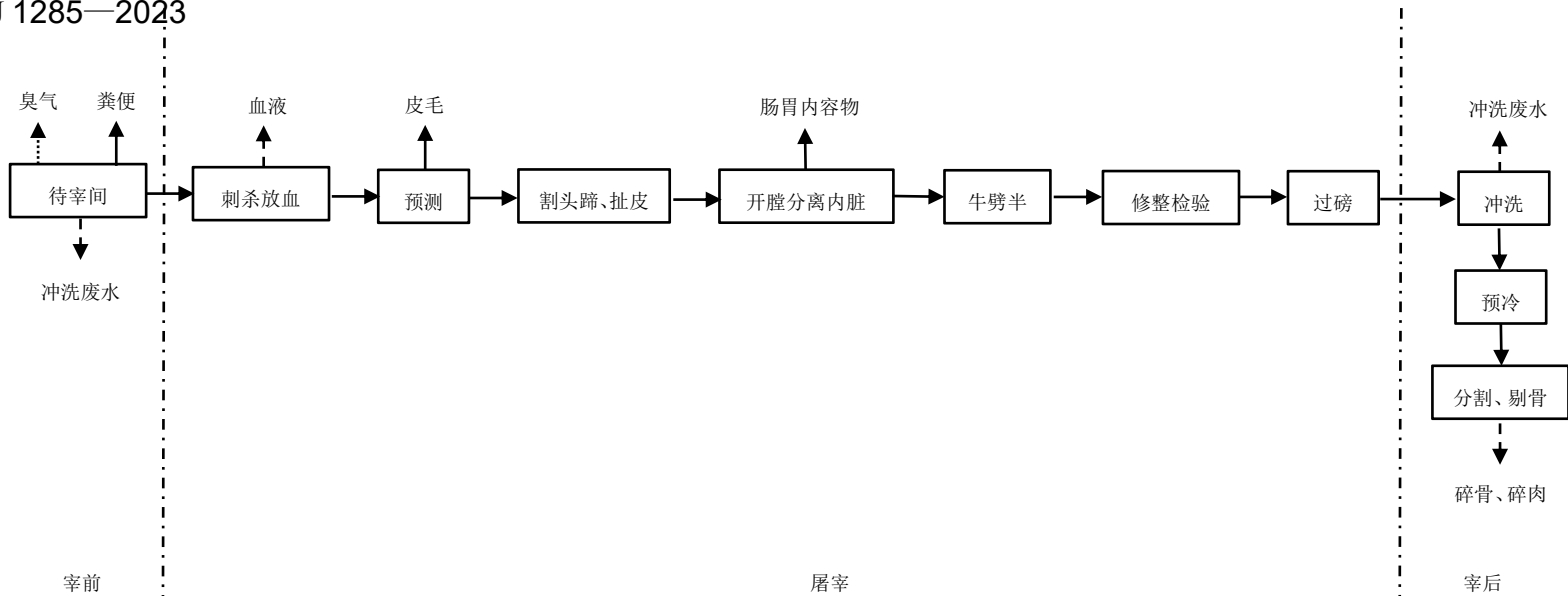 1285—2023
臭气 粪便 血液 皮毛 肠胃内容物 冲洗废水
待宰间 刺杀放血 预测 割头蹄、扯皮 开膛分离内脏 牛劈半 修整检验 过磅 冲洗
冲洗废水 预冷
分割、剔骨
碎骨、碎肉
宰前 屠宰 宰后